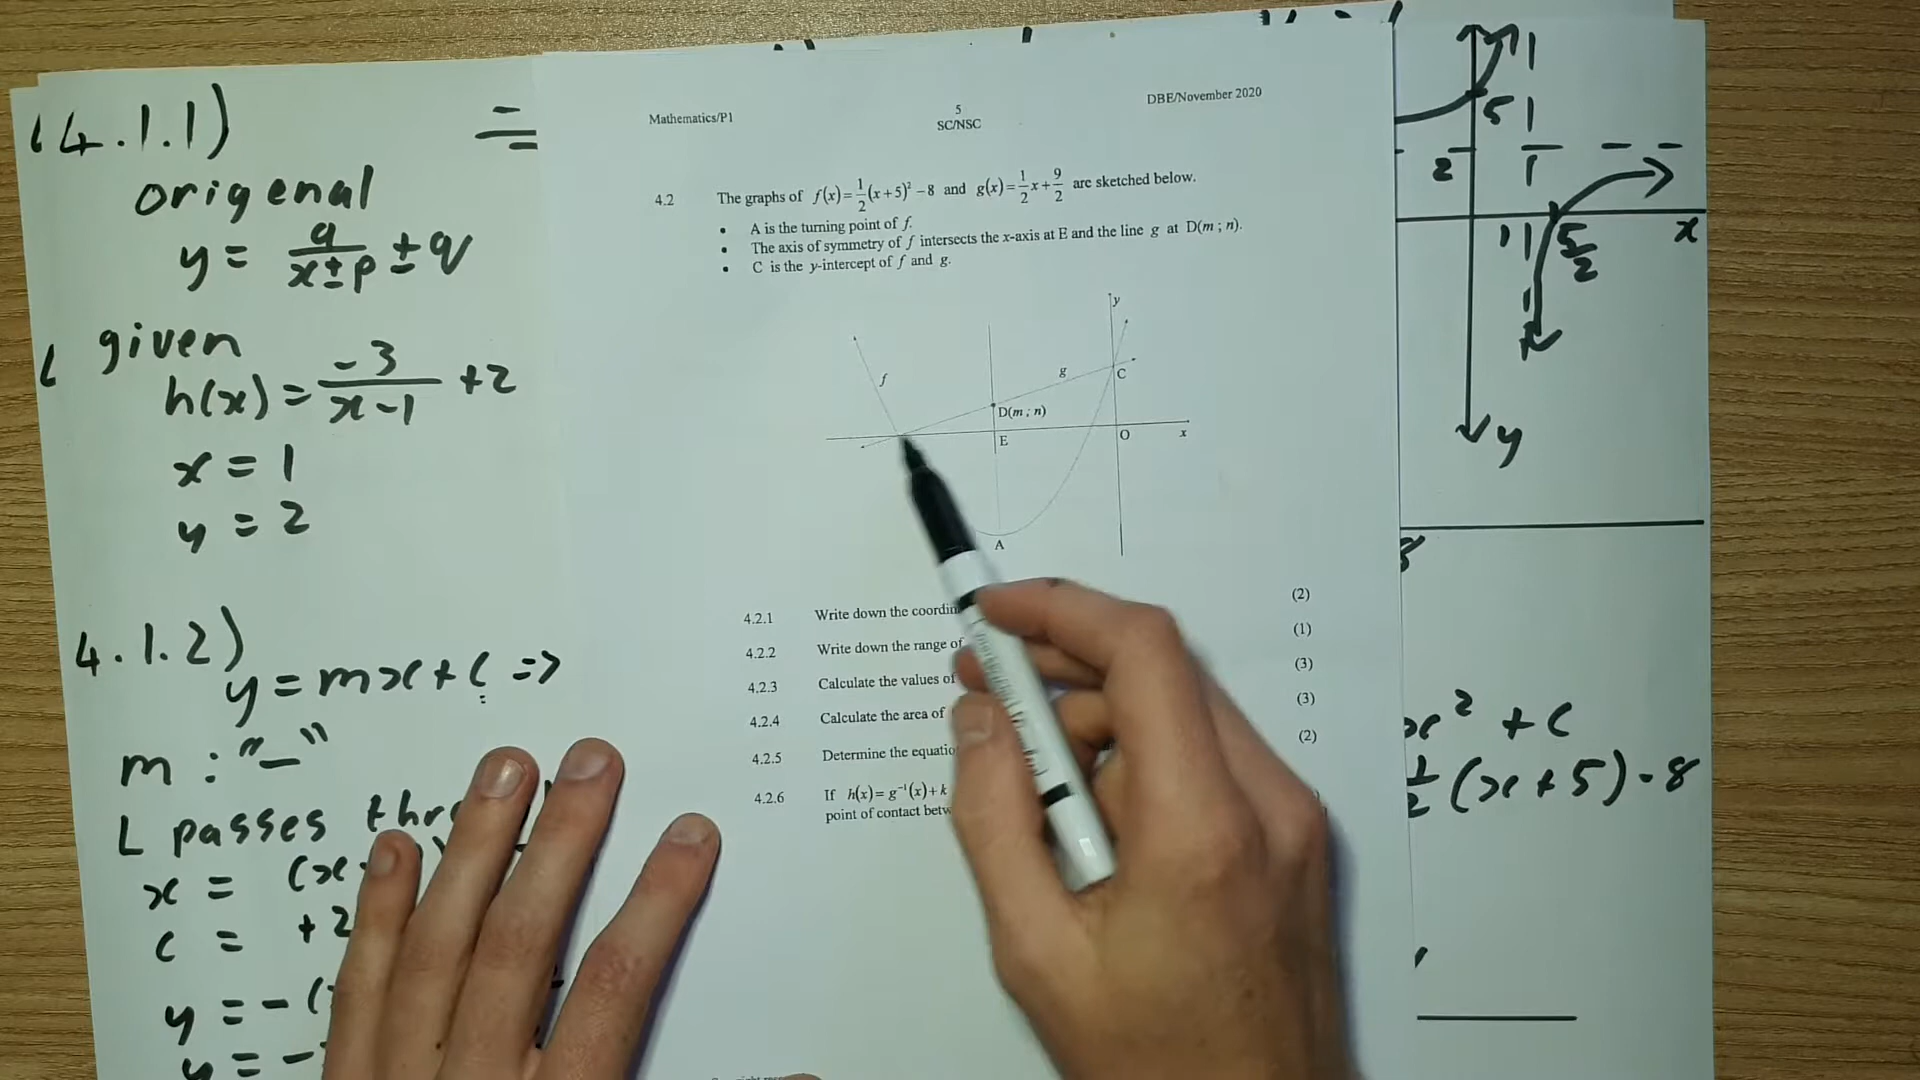 (4.1.1)
origenal
y = a/x±p ± q
given
h(x) = -3/x-1 +2
x = 1
y = 2
4.1.2)
y = mx + c =>
m : "-"
L passes thr
x = (x
c = +2
y = - (
y = -
Mathematics/P1
5
SC/NSC
DBE/November 2020
4.2 The graphs of f(x)=1/2(x+5)²-8 and g(x)=1/2x+9/2 are sketched below.
• A is the turning point of f.
• The axis of symmetry of f intersects the x-axis at E and the line g at D(m ; n).
• C is the y-intercept of f and g.
y
f
g
C
D(m ; n)
E
O
x
A
4.2.1 Write down the coordin (2)
4.2.2 Write down the range of (1)
4.2.3 Calculate the values of (3)
4.2.4 Calculate the area of (3)
4.2.5 Determine the equatio (2)
4.2.6 If h(x)=g⁻¹(x)+k
point of contact betw
5
2
1
5/2
x
y
x² + c
1/2 (x+5) - 8